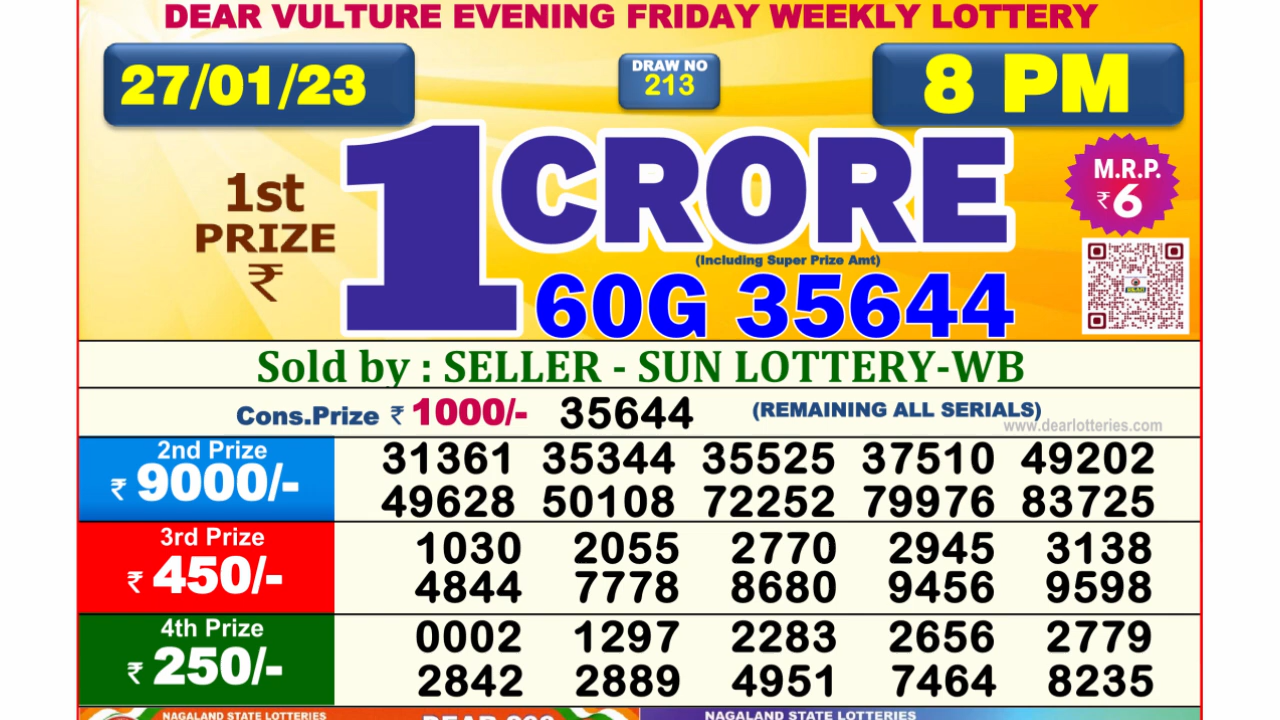 DEAR VULTURE EVENING FRIDAY WEEKLY LOTTERY
27/01/23
DRAW NO
213
8 PM
1st
PRIZE
₹
1 CRORE
(Including Super Prize Amt)
60G 35644
M.R.P.
₹6
Sold by : SELLER - SUN LOTTERY-WB
Cons.Prize ₹ 1000/- 35644 (REMAINING ALL SERIALS)
www.dearlotteries.com
2nd Prize
₹ 9000/-
31361 35344 35525 37510 49202
49628 50108 72252 79976 83725
3rd Prize
₹ 450/-
1030 2055 2770 2945 3138
4844 7778 8680 9456 9598
4th Prize
₹ 250/-
0002 1297 2283 2656 2779
2842 2889 4951 7464 8235
NAGALAND STATE LOTTERIES
NAGALAND STATE LOTTERIES